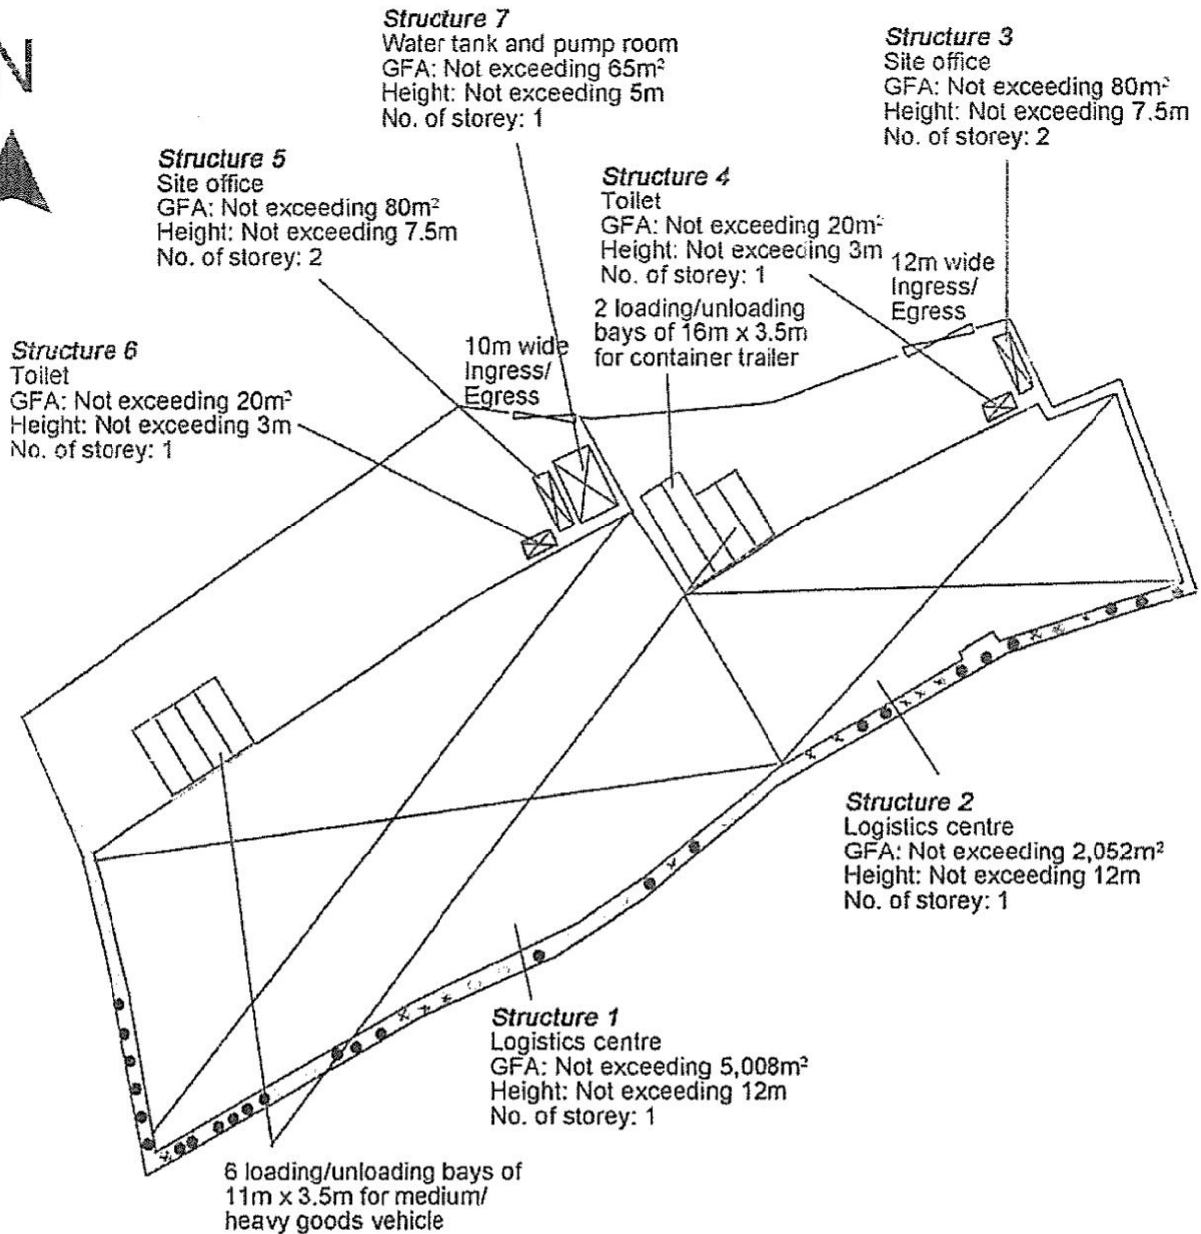 N
Structure 7
Water tank and pump room
GFA: Not exceeding 65m²
Height: Not exceeding 5m
No. of storey: 1
Structure 3
Site office
GFA: Not exceeding 80m²
Height: Not exceeding 7.5m
No. of storey: 2
Structure 5
Site office
GFA: Not exceeding 80m²
Height: Not exceeding 7.5m
No. of storey: 2
Structure 4
Toilet
GFA: Not exceeding 20m²
Height: Not exceeding 3m
No. of storey: 1
12m wide
Ingress/
Egress
2 loading/unloading
bays of 16m x 3.5m
for container trailer
10m wide
Ingress/
Egress
Structure 6
Toilet
GFA: Not exceeding 20m²
Height: Not exceeding 3m
No. of storey: 1
Structure 2
Logistics centre
GFA: Not exceeding 2,052m²
Height: Not exceeding 12m
No. of storey: 1
Structure 1
Logistics centre
GFA: Not exceeding 5,008m²
Height: Not exceeding 12m
No. of storey: 1
6 loading/unloading bays of
11m x 3.5m for medium/
heavy goods vehicle